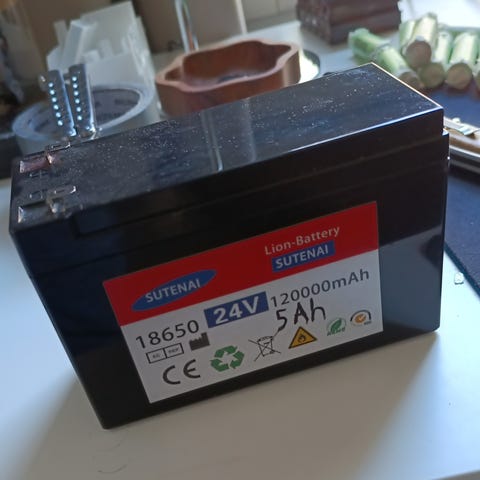 Lion-Battery
SUTENAI
SUTENAI
18650 24V 120000mAh
5Ah
CE